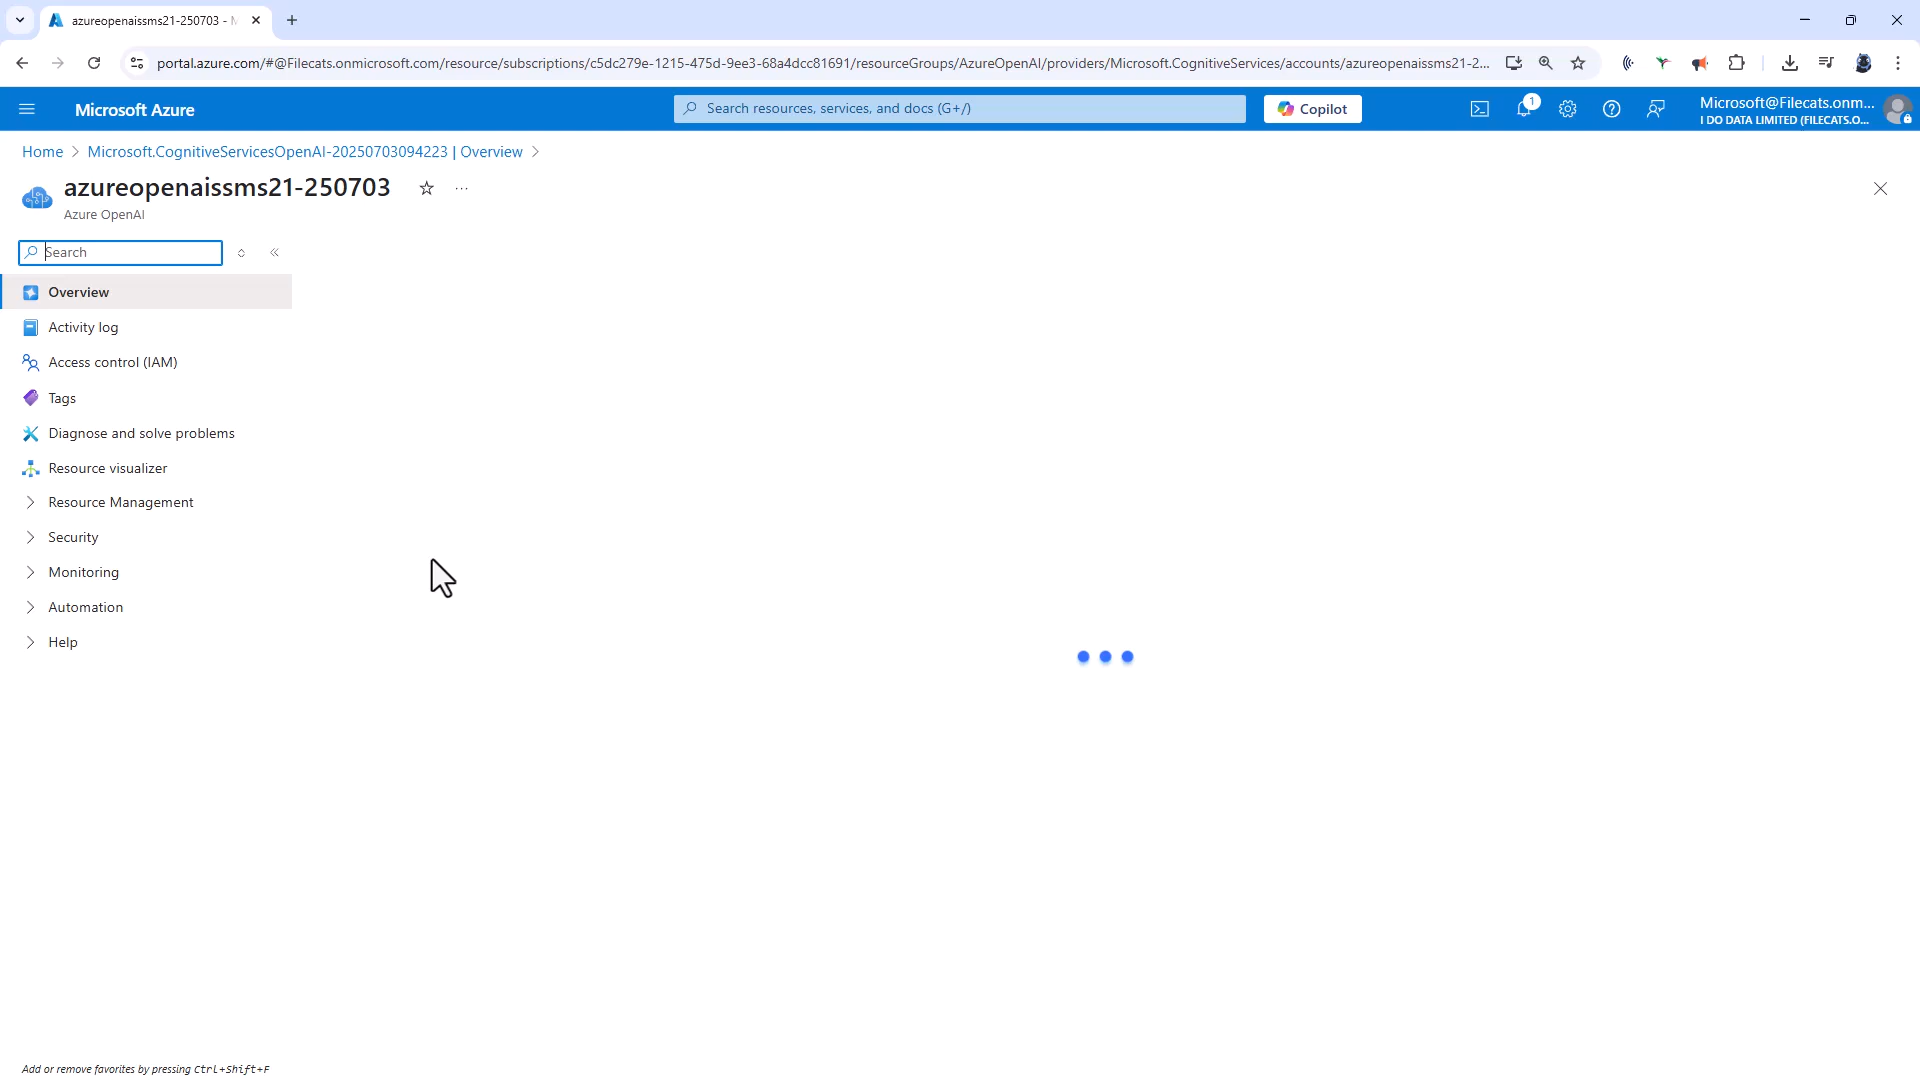 azureopenaissms21-250703 - M
portal.azure.com/#@Filecats.onmicrosoft.com/resource/subscriptions/c5dc279e-1215-475d-9ee3-68a4dcc81691/resourceGroups/AzureOpenAI/providers/Microsoft.CognitiveServices/accounts/azureopenaissms21-2...
Microsoft Azure
Search resources, services, and docs (G+/)
Copilot
1
Microsoft@Filecats.onm...
I DO DATA LIMITED (FILECATS.O...
Home > Microsoft.CognitiveServicesOpenAI-20250703094223 | Overview >
azureopenaissms21-250703
Azure OpenAI
Search
Overview
Activity log
Access control (IAM)
Tags
Diagnose and solve problems
Resource visualizer
Resource Management
Security
Monitoring
Automation
Help
Add or remove favorites by pressing Ctrl+Shift+F